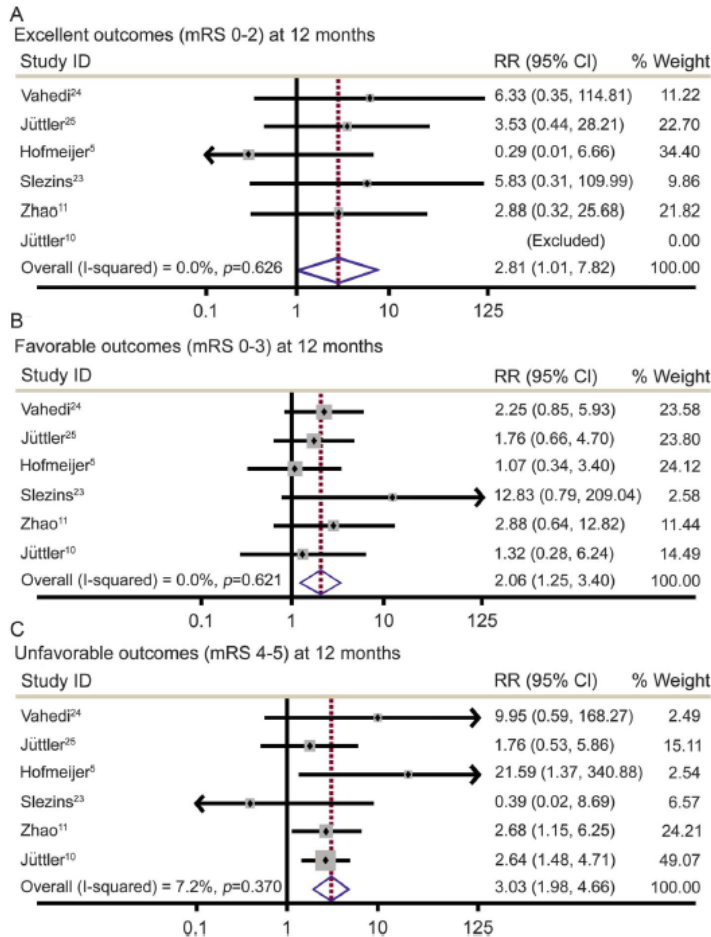 A
Excellent outcomes (mRS 0-2) at 12 months
Study ID RR (95% CI) % Weight
Vahedi²⁴ 6.33 (0.35, 114.81) 11.22
Jüttler²⁵ 3.53 (0.44, 28.21) 22.70
Hofmeijer⁵ 0.29 (0.01, 6.66) 34.40
Slezins²³ 5.83 (0.31, 109.99) 9.86
Zhao¹¹ 2.88 (0.32, 25.68) 21.82
Jüttler¹⁰ (Excluded) 0.00
Overall (I-squared) = 0.0%, p=0.626 2.81 (1.01, 7.82) 100.00
0.1 1 10 125
B
Favorable outcomes (mRS 0-3) at 12 months
Study ID RR (95% CI) % Weight
Vahedi²⁴ 2.25 (0.85, 5.93) 23.58
Jüttler²⁵ 1.76 (0.66, 4.70) 23.80
Hofmeijer⁵ 1.07 (0.34, 3.40) 24.12
Slezins²³ 12.83 (0.79, 209.04) 2.58
Zhao¹¹ 2.88 (0.64, 12.82) 11.44
Jüttler¹⁰ 1.32 (0.28, 6.24) 14.49
Overall (I-squared) = 0.0%, p=0.621 2.06 (1.25, 3.40) 100.00
0.1 1 10 125
C
Unfavorable outcomes (mRS 4-5) at 12 months
Study ID RR (95% CI) % Weight
Vahedi²⁴ 9.95 (0.59, 168.27) 2.49
Jüttler²⁵ 1.76 (0.53, 5.86) 15.11
Hofmeijer⁵ 21.59 (1.37, 340.88) 2.54
Slezins²³ 0.39 (0.02, 8.69) 6.57
Zhao¹¹ 2.68 (1.15, 6.25) 24.21
Jüttler¹⁰ 2.64 (1.48, 4.71) 49.07
Overall (I-squared) = 7.2%, p=0.370 3.03 (1.98, 4.66) 100.00
0.1 1 10 125